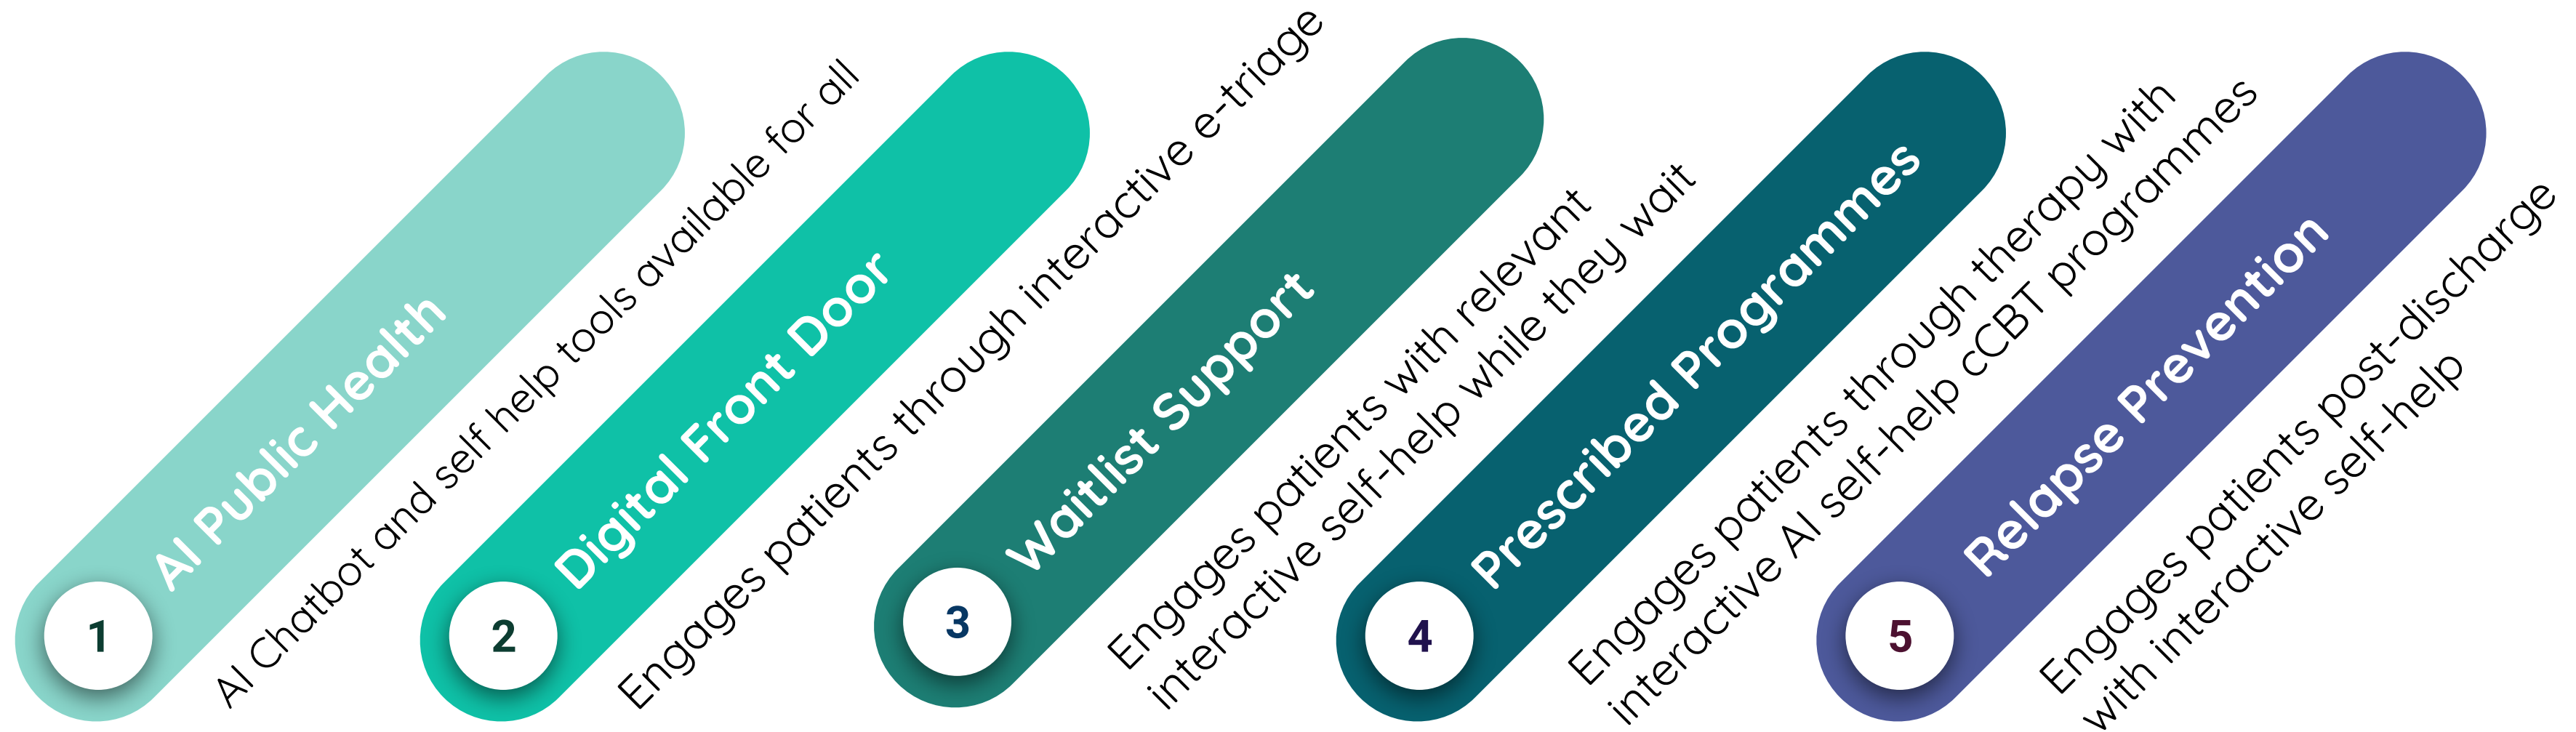 1
AI Public Health
AI Chatbot and self help tools available for all
2
Digital Front Door
Engages patients through interactive e-triage
3
Waitlist Support
Engages patients with relevant
interactive self-help while they wait
4
Prescribed Programmes
Engages patients through therapy with
interactive AI self-help cCBT programmes
5
Relapse Prevention
Engages patients post-discharge
with interactive self-help